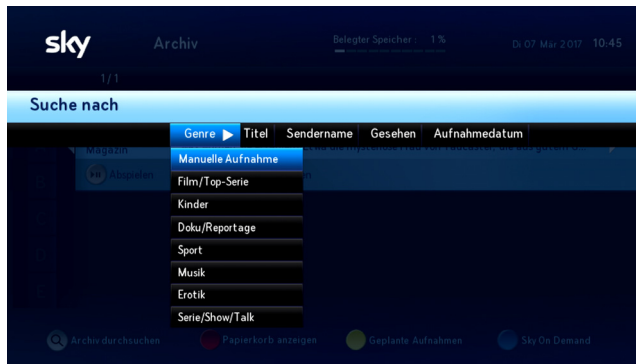 sky Archiv Belegter Speicher : 1 % Di 07 Mär 2017 10:45
1/1
Suche nach
Genre Titel Sendername Gesehen Aufnahmedatum
Magazin
Manuelle Aufnahme
Abspielen
Film/Top-Serie
Kinder
Doku/Reportage
Sport
Musik
Erotik
Serie/Show/Talk
Archiv durchsuchen Papierkorb anzeigen Geplante Aufnahmen Sky On Demand